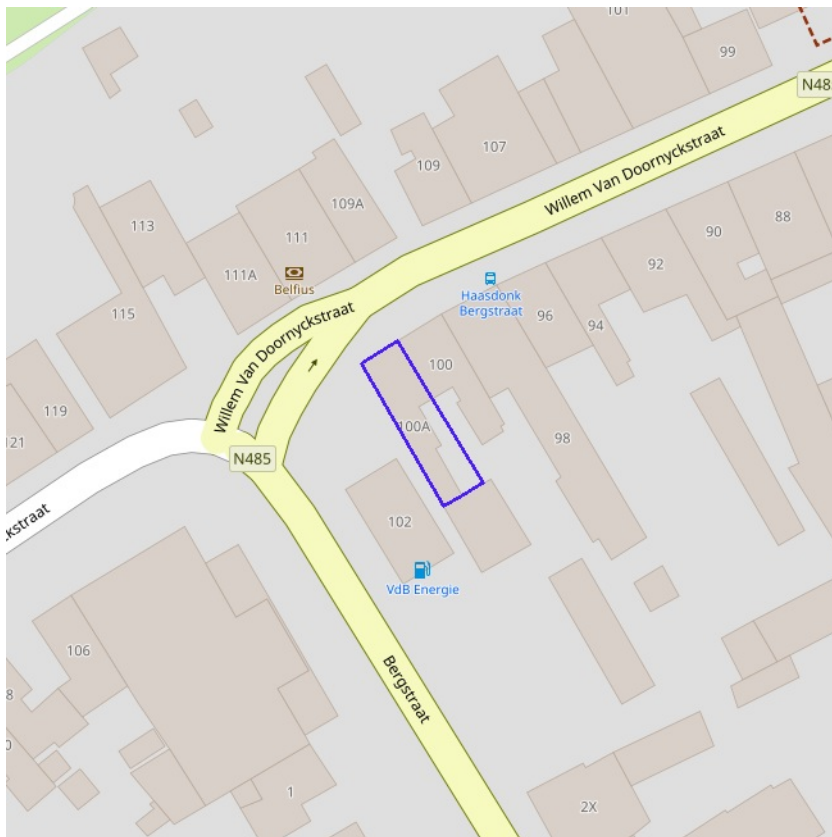 101
99
N48
Willem Van Doornyckstraat
107
109
109A
113
111
111A
Belfius
115
88
90
92
Haasdonk
Bergstraat
96
94
Willem Van Doornyckstraat
100
119
121
100A
98
N485
ckstraat
102
VdB Energie
106
Bergstraat
8
0
1
2X